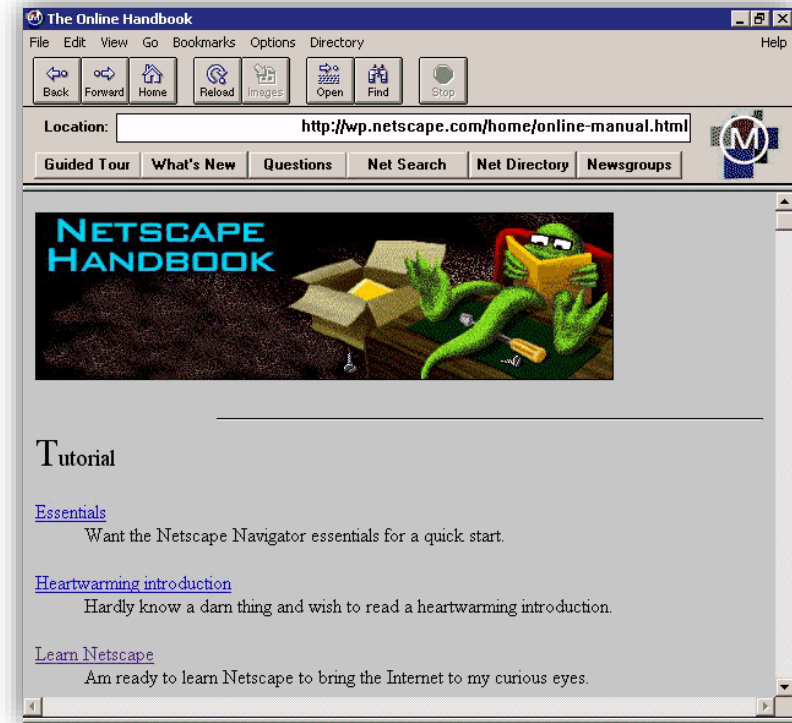 The Online Handbook
File Edit View Go Bookmarks Options Directory Help
Back Forward Home Reload Images Open Find Stop
Location: http://wp.netscape.com/home/online-manual.html
M
Guided Tour What's New Questions Net Search Net Directory Newsgroups
NETSCAPE
HANDBOOK
Tutorial
Essentials
Want the Netscape Navigator essentials for a quick start.
Heartwarming introduction
Hardly know a darn thing and wish to read a heartwarming introduction.
Learn Netscape
Am ready to learn Netscape to bring the Internet to my curious eyes.